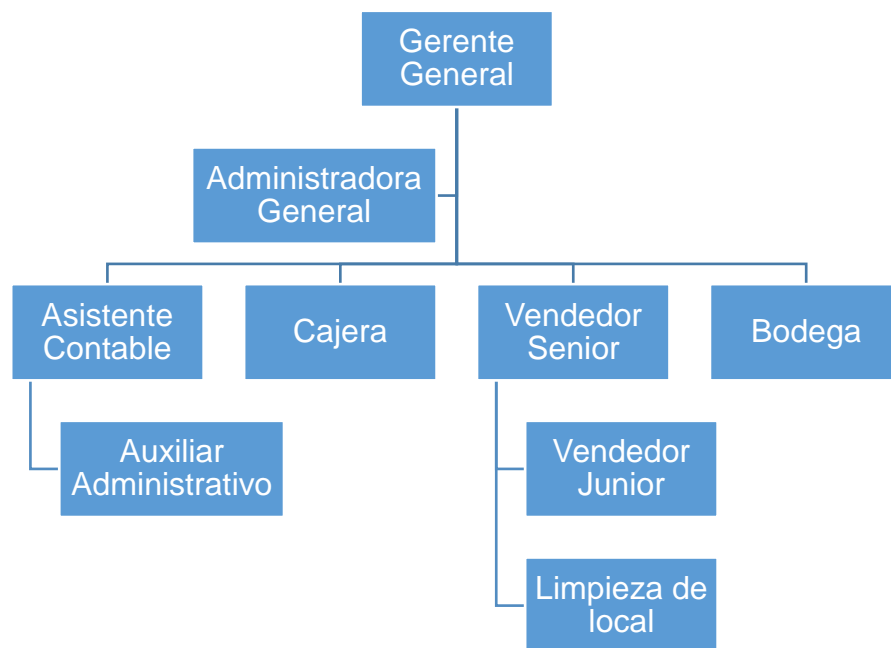 Gerente
General
Administradora
General
Asistente
Contable
Cajera
Vendedor
Senior
Bodega
Auxiliar
Administrativo
Vendedor
Junior
Limpieza de
local